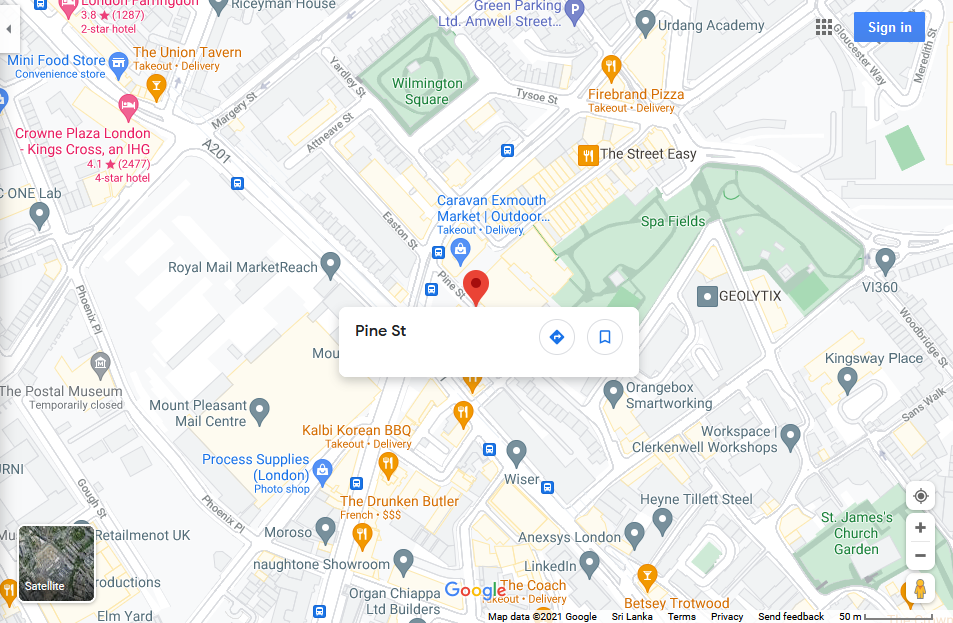 London Farringdon
3.8 ★ (1287)
2-star hotel
Riceyman House
Green Parking
Ltd. Amwell Street...
P
Urdang Academy
Sign in
Gloucester Way
Meredith St
The Union Tavern
Takeout • Delivery
Mini Food Store
Convenience store
Yardley St
Wilmington
Square
Tysoe St
Firebrand Pizza
Takeout • Delivery
Margery St
Attneave St
Crowne Plaza London
- Kings Cross, an IHG
4.1 ★ (2477)
4-star hotel
A201
The Street Easy
C ONE Lab
Caravan Exmouth
Market | Outdoor...
Takeout • Delivery
Easton St
Spa Fields
Royal Mail MarketReach
Pine St
GEOLYTIX
VI360
Phoenix Pl
Woodbridge St
Pine St
Mou
Kingsway Place
The Postal Museum
Temporarily closed
Mount Pleasant
Mail Centre
Orangebox
Smartworking
Sans Walk
Kalbi Korean BBQ
Takeout • Delivery
Workspace |
Clerkenwell Workshops
Process Supplies
(London)
Photo shop
URNI
Gough St
Wiser
The Drunken Butler
French • $$$
Phoenix Pl
Heyne Tillett Steel
St. James's
Church
Garden
Retailmenot UK
Moroso
Anexsys London
naughtone Showroom
LinkedIn
Satellite
roductions
Google
The Coach
eout • Delivery
Organ Chiappa
Ltd Builders
Betsey Trotwood
Elm Yard
Map data ©2021 Google
Sri Lanka
Terms
Privacy
Send feedback
50 m